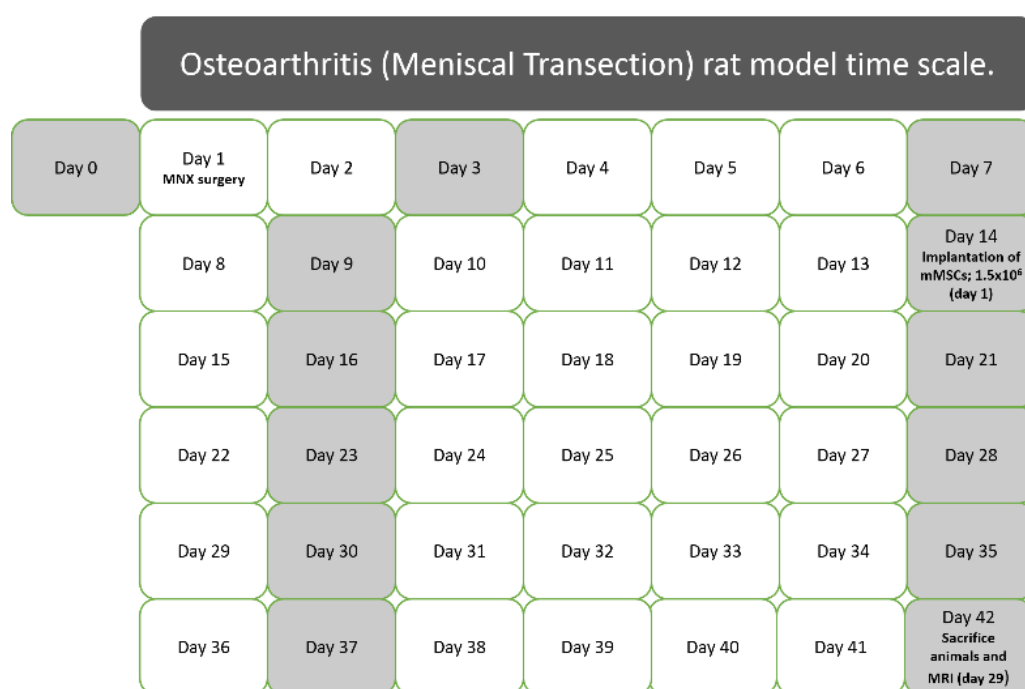 Osteoarthritis (Meniscal Transection) rat model time scale.
Day 0
Day 1
MNX surgery
Day 2
Day 3
Day 4
Day 5
Day 6
Day 7
Day 8
Day 9
Day 10
Day 11
Day 12
Day 13
Day 14
Implantation of
mMSCs; 1.5x10⁶
(day 1)
Day 15
Day 16
Day 17
Day 18
Day 19
Day 20
Day 21
Day 22
Day 23
Day 24
Day 25
Day 26
Day 27
Day 28
Day 29
Day 30
Day 31
Day 32
Day 33
Day 34
Day 35
Day 36
Day 37
Day 38
Day 39
Day 40
Day 41
Day 42
Sacrifice
animals and
MRI (day 29)